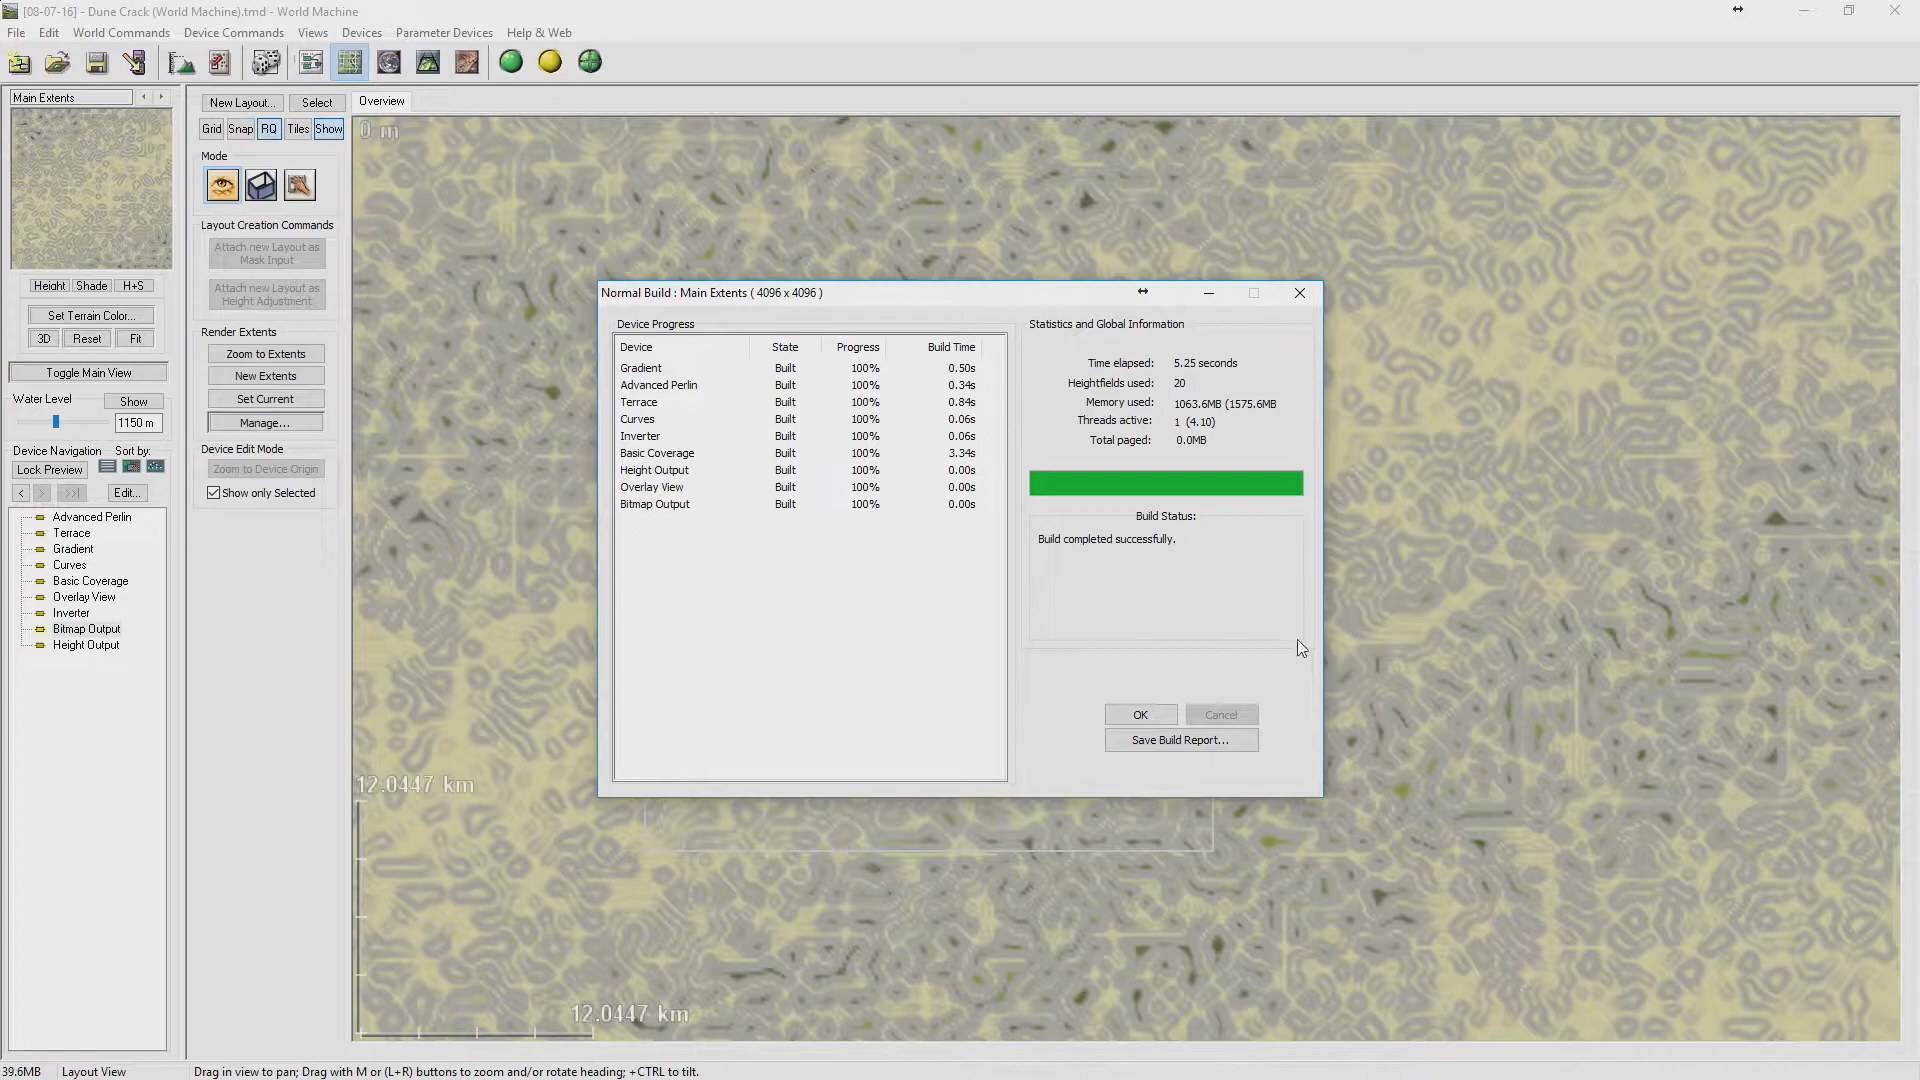 [08-07-16] - Dune Crack (World Machine).tmd - World Machine
File Edit World Commands Device Commands Views Devices Parameter Devices Help & Web
Main Extents
Height Shade H+S
Set Terrain Color...
3D Reset Fit
Toggle Main View
Water Level Show
1150 m
Device Navigation Sort by:
Lock Preview
< > >>| Edit...
Advanced Perlin
Terrace
Gradient
Curves
Basic Coverage
Overlay View
Inverter
Bitmap Output
Height Output
New Layout... Select
Grid Snap RQ Tiles Show
Mode
Layout Creation Commands
Attach new Layout as
Mask Input
Attach new Layout as
Height Adjustment
Render Extents
Zoom to Extents
New Extents
Set Current
Manage...
Device Edit Mode
Zoom to Device Origin
Show only Selected
Overview
0 m
12.0447 km
12.0447 km
Normal Build : Main Extents ( 4096 x 4096 )
Device Progress
Device State Progress Build Time
Gradient Built 100% 0.50s
Advanced Perlin Built 100% 0.34s
Terrace Built 100% 0.84s
Curves Built 100% 0.06s
Inverter Built 100% 0.06s
Basic Coverage Built 100% 3.34s
Height Output Built 100% 0.00s
Overlay View Built 100% 0.00s
Bitmap Output Built 100% 0.00s
Statistics and Global Information
Time elapsed: 5.25 seconds
Heightfields used: 20
Memory used: 1063.6MB (1575.6MB
Threads active: 1 (4.10)
Total paged: 0.0MB
Build Status:
Build completed successfully.
OK Cancel
Save Build Report...
39.6MB Layout View Drag in view to pan; Drag with M or (L+R) buttons to zoom and/or rotate heading; +CTRL to tilt.